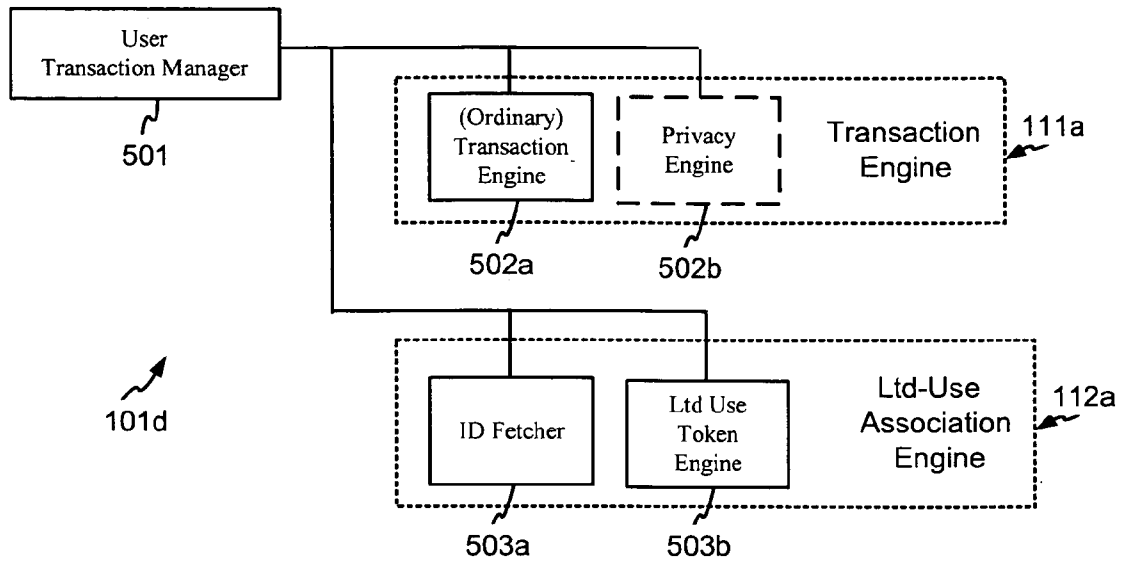 User
Transaction Manager
501
(Ordinary)
Transaction
Engine
502a
Privacy
Engine
502b
Transaction
Engine
111a
101d
ID Fetcher
503a
Ltd Use
Token
Engine
503b
Ltd-Use
Association
Engine
112a